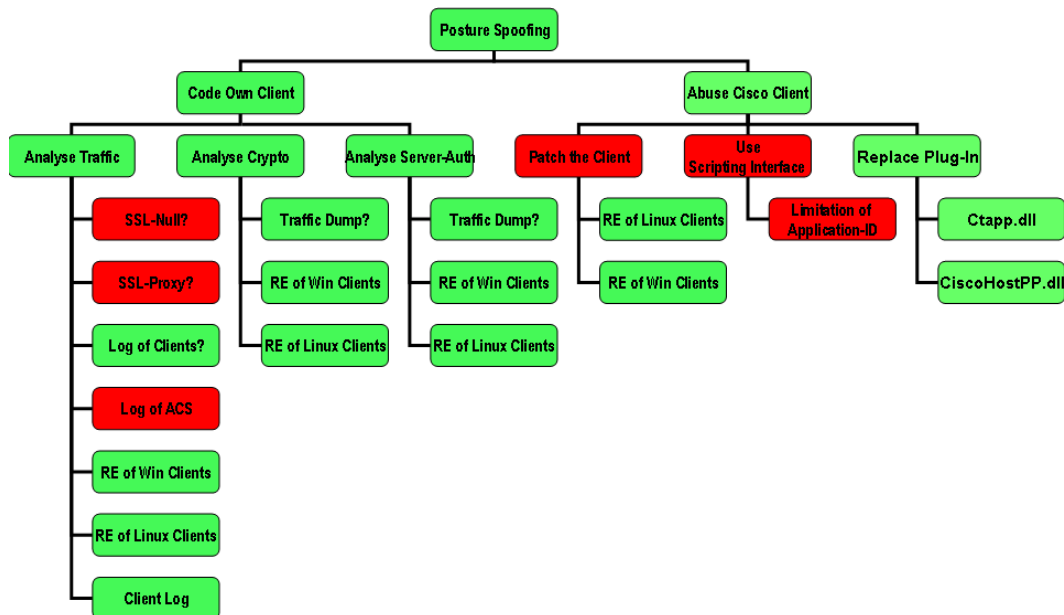 Posture Spoofing
Code Own Client
Abuse Cisco Client
Analyse Traffic
Analyse Crypto
Analyse Server-Auth
Patch the Client
Use
Scripting Interface
Replace Plug-In
SSL-Null?
Traffic Dump?
Traffic Dump?
RE of Linux Clients
Limitation of
Application-ID
Ctapp.dll
SSL-Proxy?
RE of Win Clients
RE of Win Clients
RE of Win Clients
CiscoHostPP.dll
Log of Clients?
RE of Linux Clients
RE of Linux Clients
Log of ACS
RE of Win Clients
RE of Linux Clients
Client Log